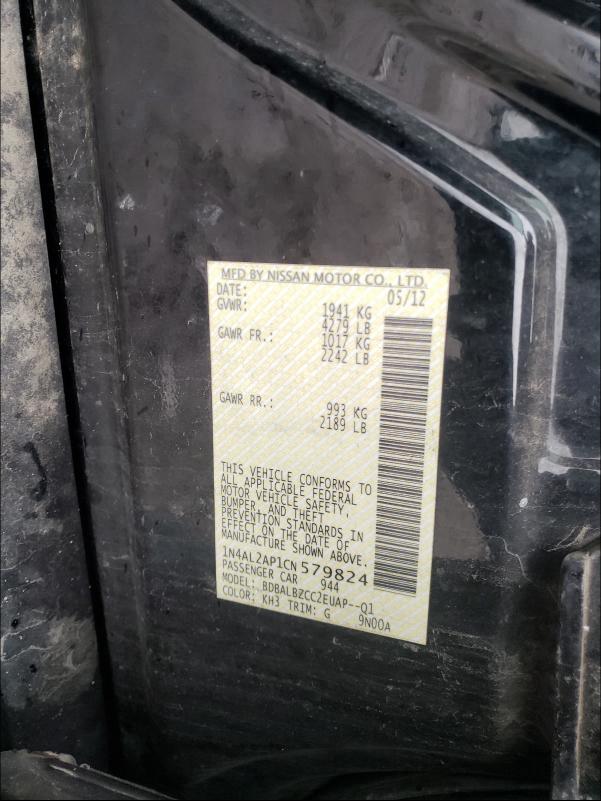 MFD BY NISSAN MOTOR CO., LTD.
DATE: 05/12
GVWR: 1941 KG
4279 LB
GAWR FR.: 1017 KG
2242 LB
GAWR RR.: 993 KG
2189 LB
THIS VEHICLE CONFORMS TO
ALL APPLICABLE FEDERAL
MOTOR VEHICLE SAFETY,
BUMPER, AND THEFT
PREVENTION STANDARDS IN
EFFECT ON THE DATE OF
MANUFACTURE SHOWN ABOVE.
1N4AL2AP1CN 579824
PASSENGER CAR 944
MODEL: BDBALBZCC2EUAP--Q1
COLOR: KH3 TRIM: G 9N00A